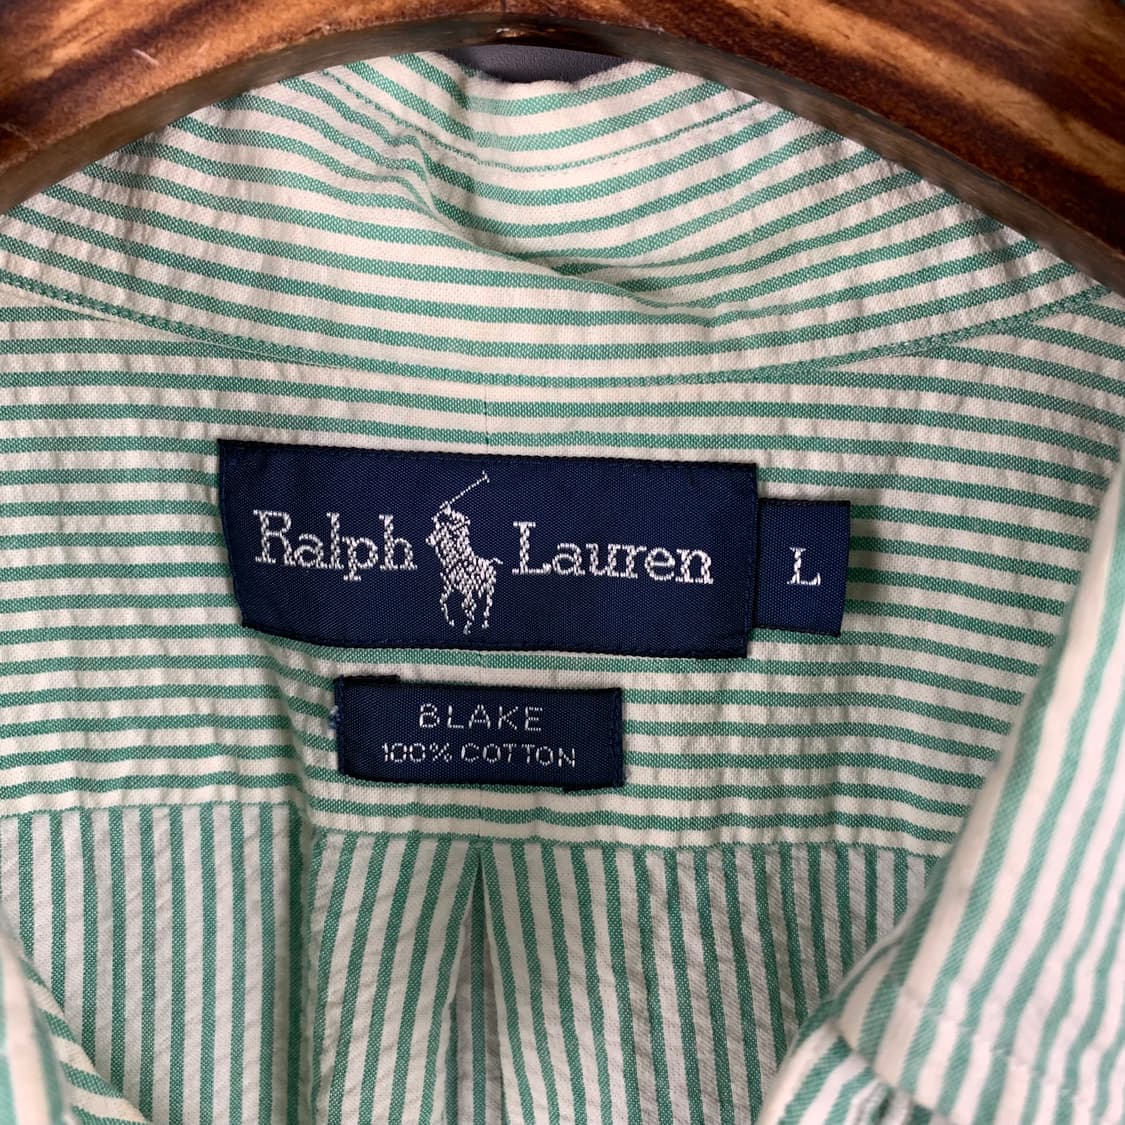 Ralph Lauren
L
BLAKE
100% COTTON